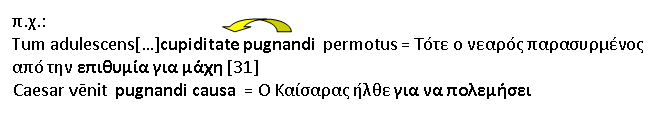 π.χ.:
Tum adulescens[…]cupiditate pugnandi permotus = Τότε ο νεαρός παρασυρμένος
από την επιθυμία για μάχη [31]
Caesar vēnit pugnandi causa = Ο Καίσαρας ήλθε για να πολεμήσει